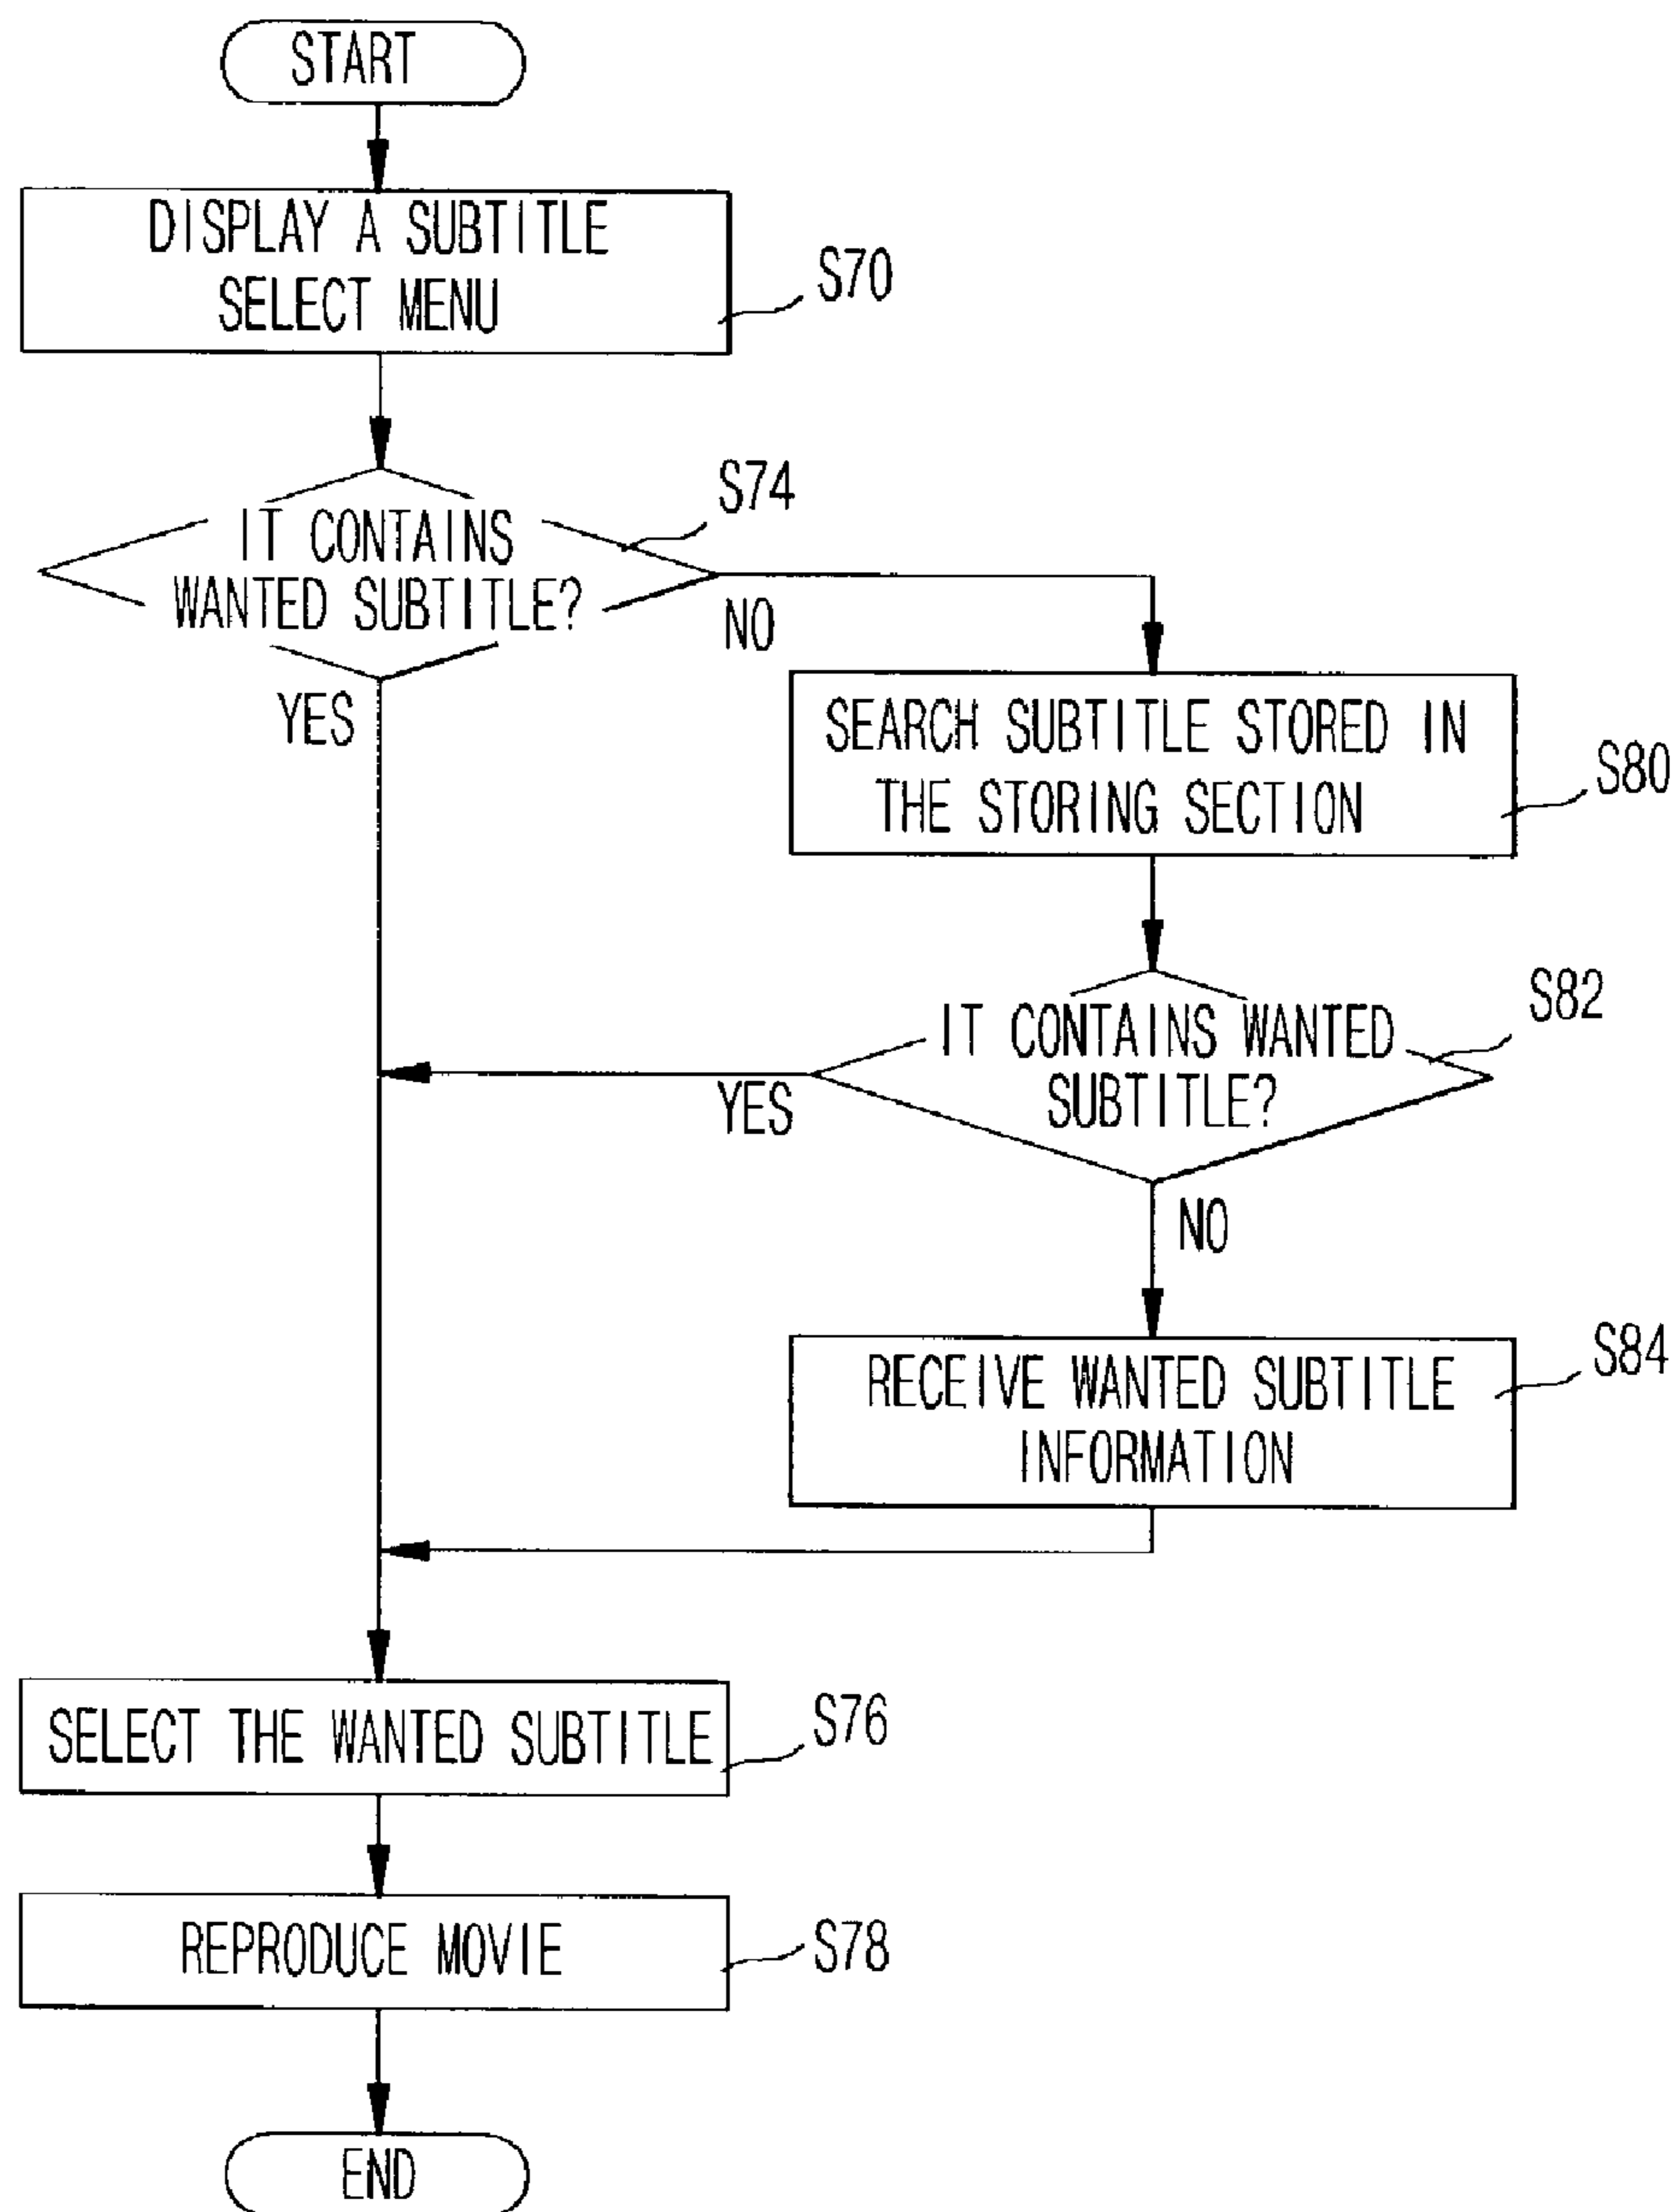 START
DISPLAY A SUBTITLE
SELECT MENU
S70
S74
IT CONTAINS
WANTED SUBTITLE?
NO
YES
SEARCH SUBTITLE STORED IN
THE STORING SECTION
S80
S82
IT CONTAINS WANTED
SUBTITLE?
YES
NO
S84
RECEIVE WANTED SUBTITLE
INFORMATION
SELECT THE WANTED SUBTITLE
S76
REPRODUCE MOVIE
S78
END